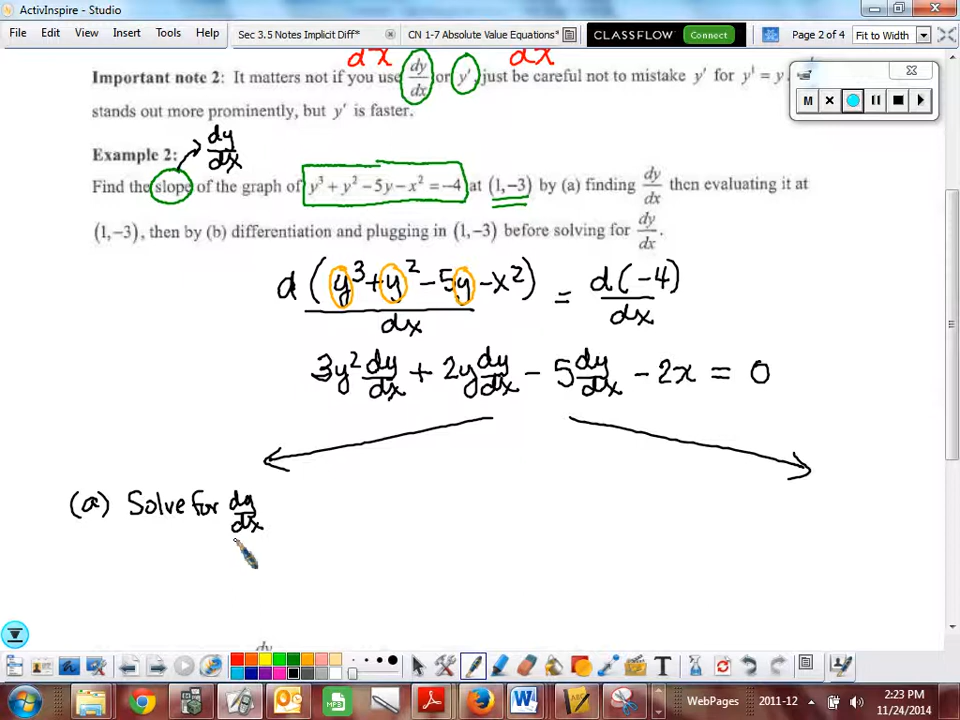 ActivInspire - Studio
File Edit View Insert Tools Help Sec 3.5 Notes Implicit Diff* CN 1-7 Absolute Value Equations* CLASSFLOW Connect Page 2 of 4 Fit to Width
dx dx
Important note 2: It matters not if you use dy/dx or y′ just be careful not to mistake y′ for y¹ = y.
stands out more prominently, but y′ is faster.
dy/dx
Example 2:
Find the slope of the graph of y³ + y² − 5y − x² = −4 at (1,−3) by (a) finding dy/dx then evaluating it at
(1,−3), then by (b) differentiation and plugging in (1,−3) before solving for dy/dx.
d(y³+y²−5y−x²)/dx = d(−4)/dx
3y² dy/dx + 2y dy/dx − 5 dy/dx − 2x = 0
(a) Solve for dy/dx
dy
WebPages 2011-12 2:23 PM
11/24/2014